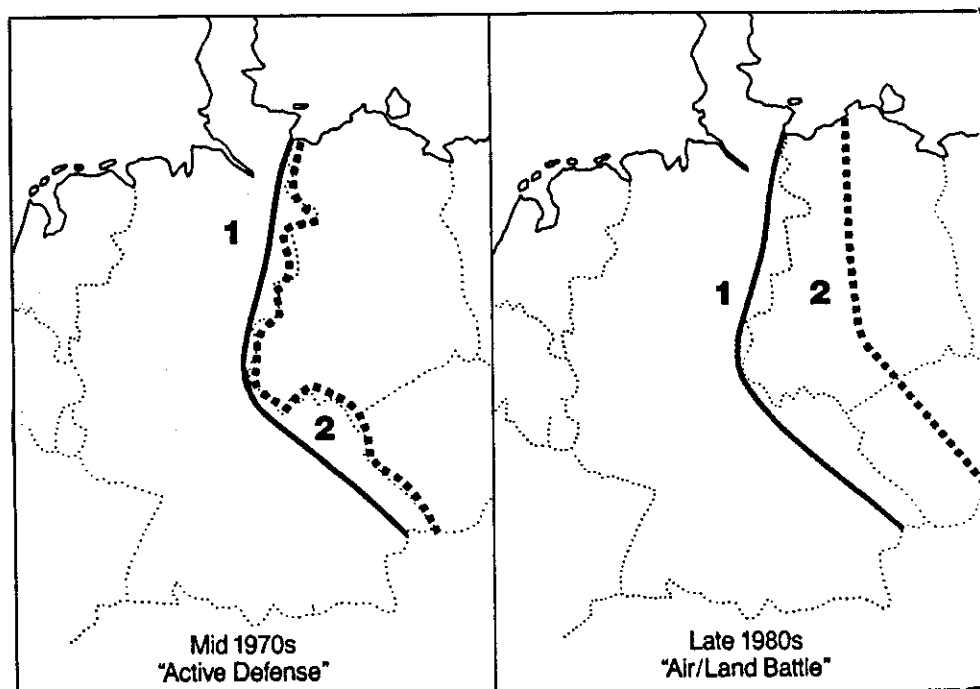 1
2
Mid 1970s
"Active Defense"
1
2
Late 1980s
"Air/Land Battle"